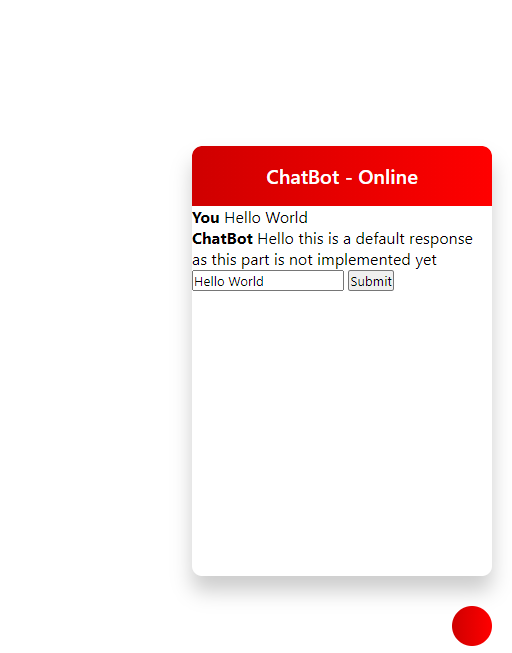 ChatBot - Online
You Hello World
ChatBot Hello this is a default response
as this part is not implemented yet
Hello World Submit